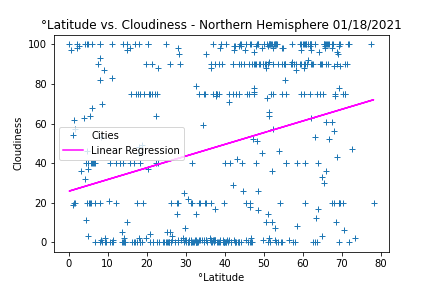 °Latitude vs. Cloudiness - Northern Hemisphere 01/18/2021
100
80
60
40
20
0
Cloudiness
Cities
Linear Regression
0 10 20 30 40 50 60 70 80
°Latitude